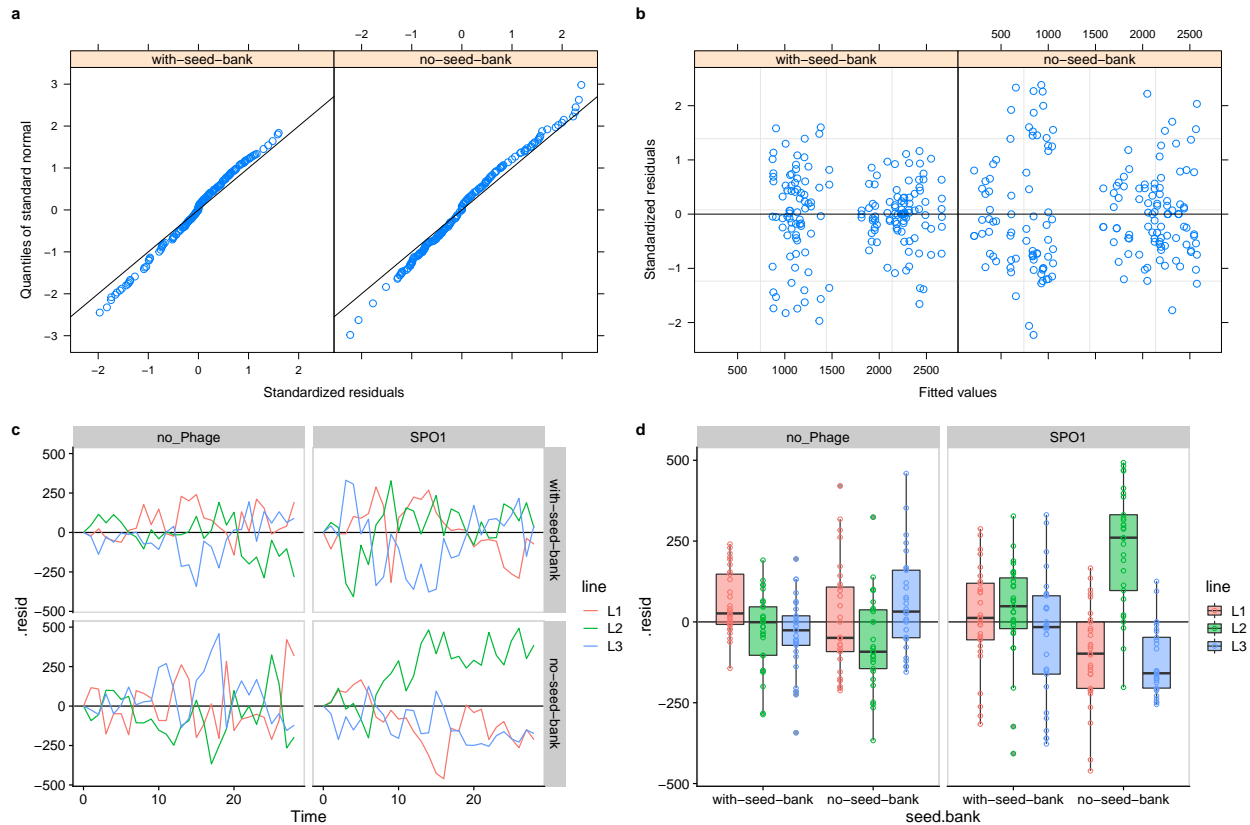 a
−2 −1 0 1 2
with−seed−bank no−seed−bank
3
2
1
0
−1
−2
−3
Quantiles of standard normal
−2 −1 0 1 2
Standardized residuals
b
500 1000 1500 2000 2500
with−seed−bank no−seed−bank
2
1
0
−1
−2
Standardized residuals
500 1000 1500 2000 2500
Fitted values
c
no_Phage SPO1
500
250
0
−250
−500
with−seed−bank
500
250
0
−250
−500
no−seed−bank
.resid
0 10 20 0 10 20
Time
line
L1
L2
L3
d
no_Phage SPO1
500
250
0
−250
−500
.resid
with−seed−bank no−seed−bank with−seed−bank no−seed−bank
seed.bank
line
L1
L2
L3